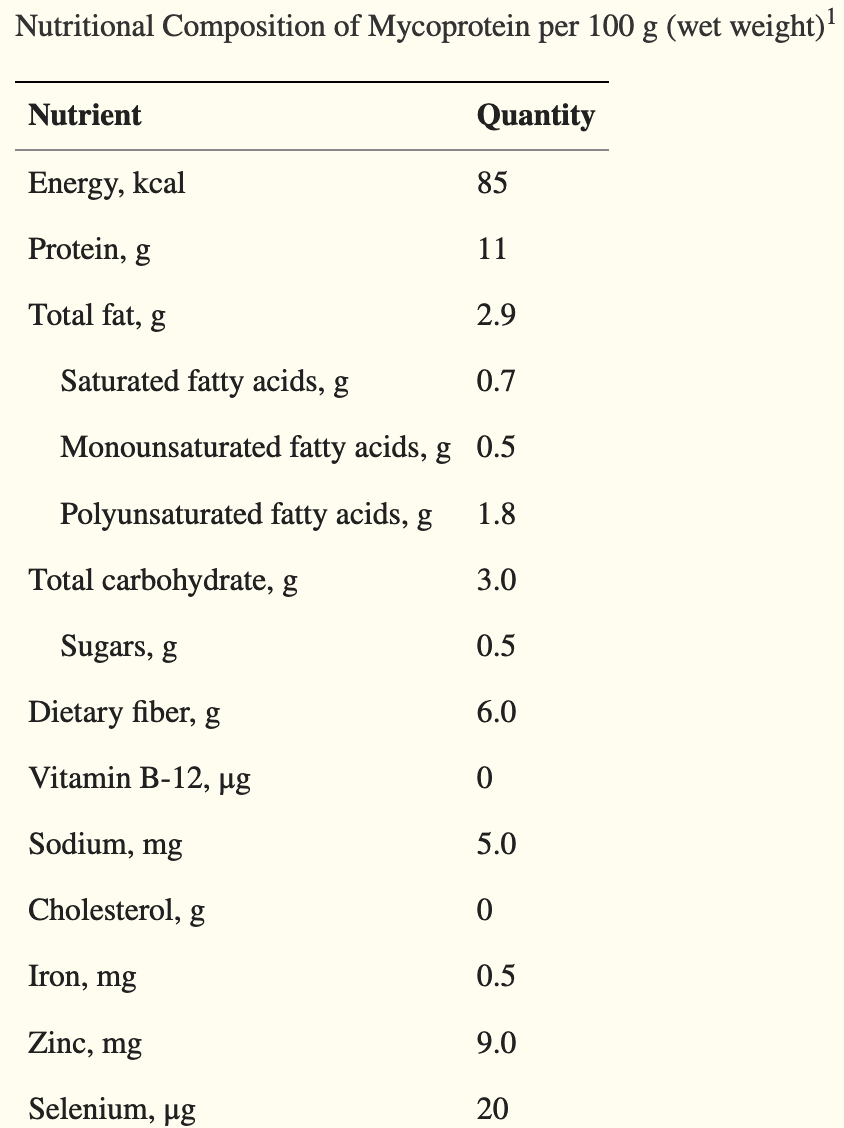 Nutritional Composition of Mycoprotein per 100 g (wet weight)1
Nutrient Quantity
Energy, kcal 85
Protein, g 11
Total fat, g 2.9
Saturated fatty acids, g 0.7
Monounsaturated fatty acids, g 0.5
Polyunsaturated fatty acids, g 1.8
Total carbohydrate, g 3.0
Sugars, g 0.5
Dietary fiber, g 6.0
Vitamin B-12, μg 0
Sodium, mg 5.0
Cholesterol, g 0
Iron, mg 0.5
Zinc, mg 9.0
Selenium, μg 20